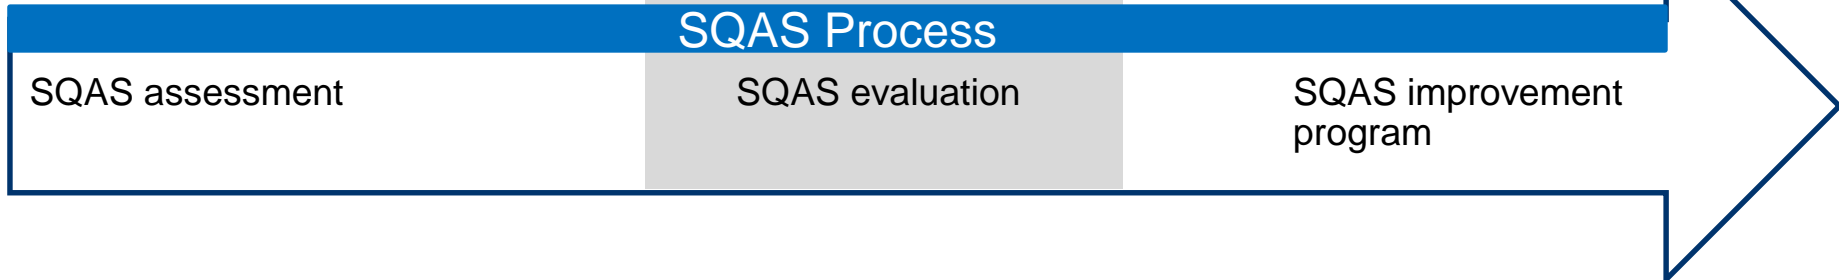 SQAS Process
SQAS assessment
SQAS evaluation
SQAS improvement
program